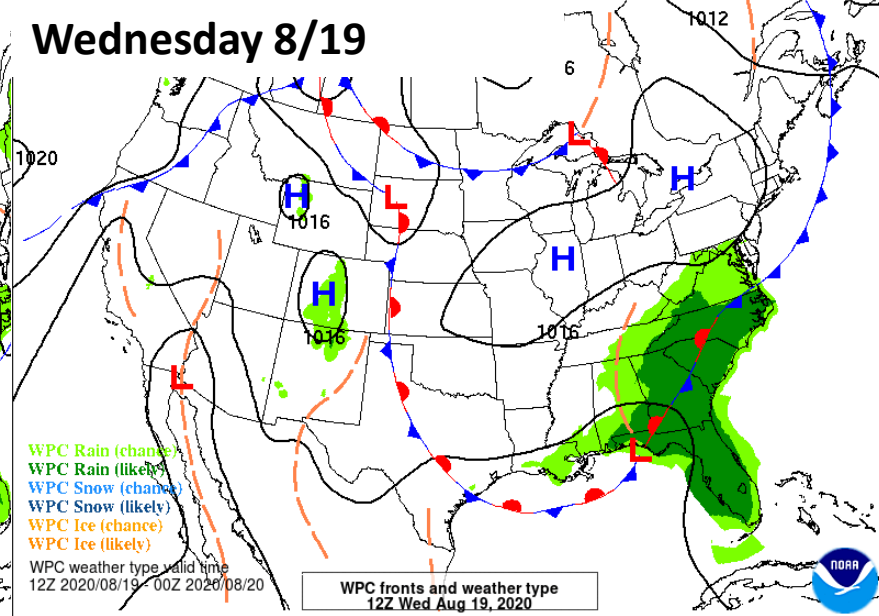 Wednesday 8/19
1012
6
1020
L
H
H
L
1016
H
H
1016
1016
L
L
WPC Rain (chance)
WPC Rain (likely)
WPC Snow (chance)
WPC Snow (likely)
WPC Ice (chance)
WPC Ice (likely)
WPC weather type valid time
12Z 2020/08/19 - 00Z 2020/08/20
WPC fronts and weather type
12Z Wed Aug 19, 2020
NOAA